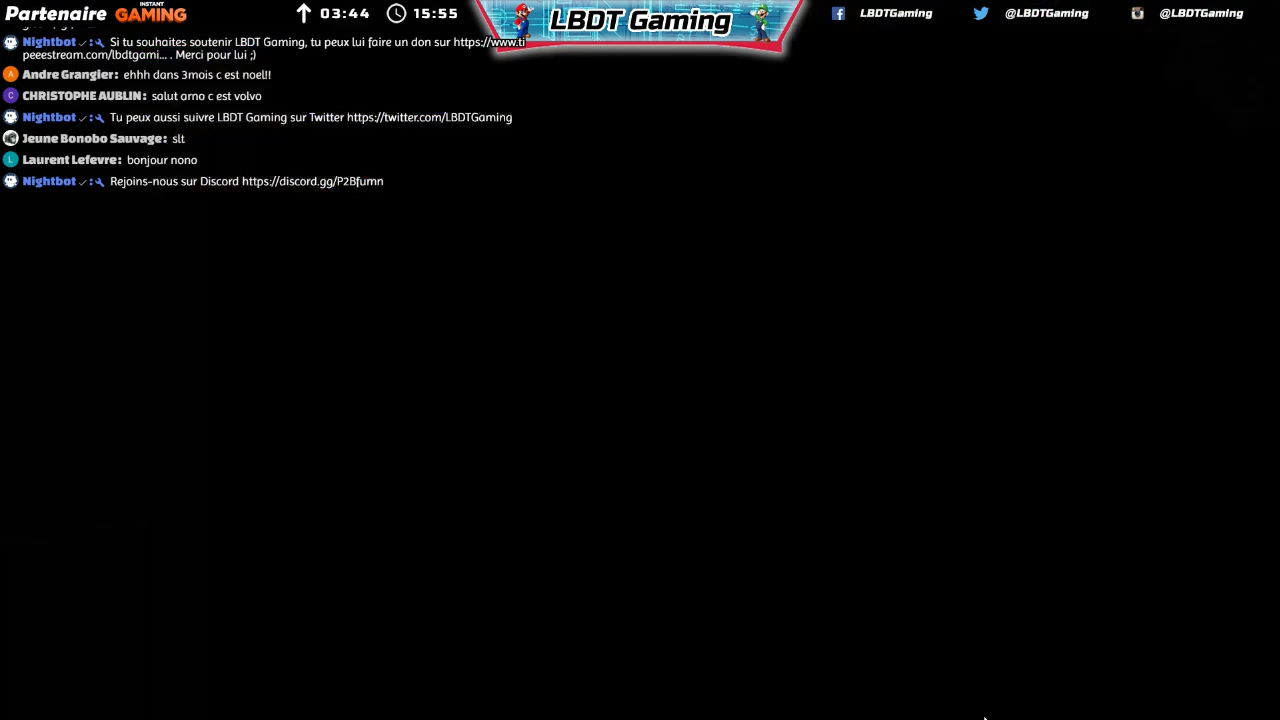 Partenaire INSTANT GAMING 03:44 15:55 LBDT Gaming LBDTGaming @LBDTGaming @LBDTGaming
Nightbot : Si tu souhaites soutenir LBDT Gaming, tu peux lui faire un don sur https://www.ti
peeestream.com/lbdtgami... . Merci pour lui ;)
A Andre Grangier : ehhh dans 3mois c est noel!!
C CHRISTOPHE AUBLIN : salut arno c est volvo
Nightbot : Tu peux aussi suivre LBDT Gaming sur Twitter https://twitter.com/LBDTGaming
Jeune Bonobo Sauvage : slt
L Laurent Lefevre : bonjour nono
Nightbot : Rejoins-nous sur Discord https://discord.gg/P2Bfumn